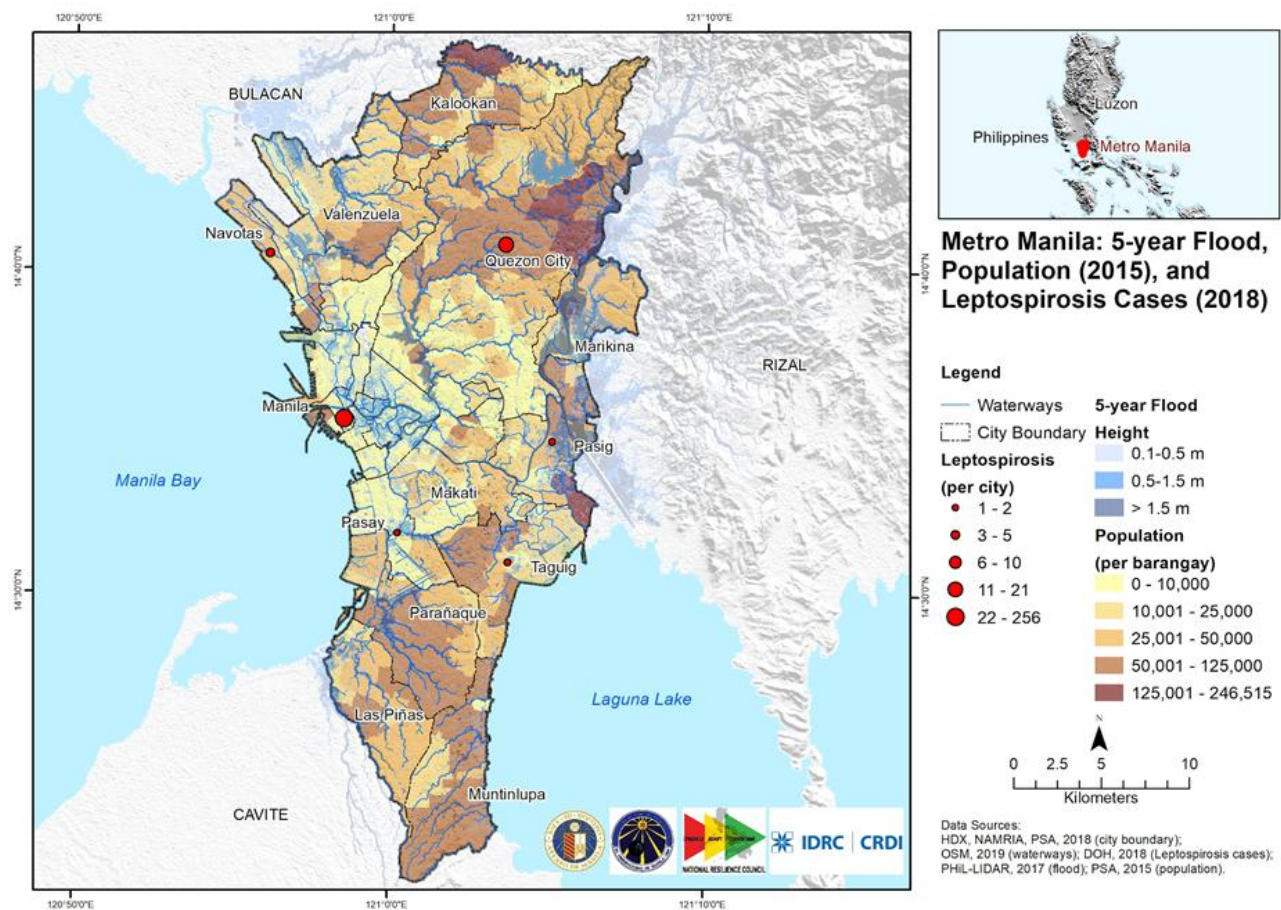 120°50'0"E
121°0'0"E
121°10'0"E
14°40'0"N
14°30'0"N
BULACAN
Kalookan
Valenzuela
Navotas
Quezon City
Marikina
RIZAL
Manila
Pasig
Manila Bay
Makati
Pasay
Taguig
Parañaque
Laguna Lake
Las Piñas
Muntinlupa
CAVITE
NATIONAL RESILIENCE COUNCIL
IDRC | CRDI
120°50'0"E
121°0'0"E
121°10'0"E
14°40'0"N
14°30'0"N
Luzon
Philippines
Metro Manila
Metro Manila: 5-year Flood,
Population (2015), and
Leptospirosis Cases (2018)
Legend
Waterways
City Boundary
Leptospirosis
(per city)
1 - 2
3 - 5
6 - 10
11 - 21
22 - 256
5-year Flood
Height
0.1-0.5 m
0.5-1.5 m
> 1.5 m
Population
(per barangay)
0 - 10,000
10,001 - 25,000
25,001 - 50,000
50,001 - 125,000
125,001 - 246,515
N
0 2.5 5 10
Kilometers
Data Sources:
HDX, NAMRIA, PSA, 2018 (city boundary);
OSM, 2019 (waterways); DOH, 2018 (Leptospirosis cases);
PHiL-LIDAR, 2017 (flood); PSA, 2015 (population).